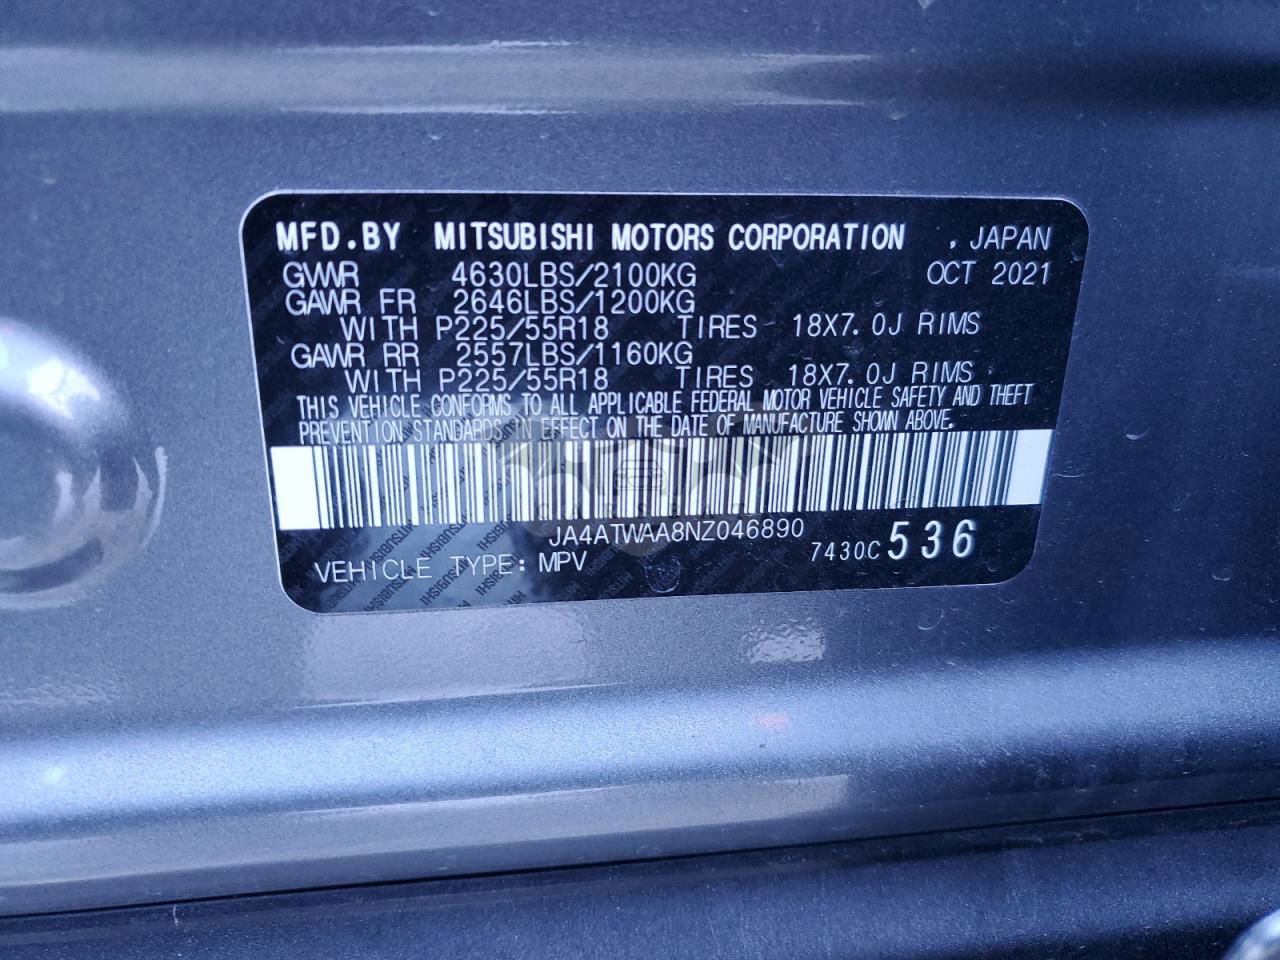 MFD.BY MITSUBISHI MOTORS CORPORATION , JAPAN
GVWR 4630LBS/2100KG OCT 2021
GAWR FR 2646LBS/1200KG
WITH P225/55R18 TIRES 18X7.0J RIMS
GAWR RR 2557LBS/1160KG
WITH P225/55R18 TIRES 18X7.0J RIMS
THIS VEHICLE CONFORMS TO ALL APPLICABLE FEDERAL MOTOR VEHICLE SAFETY AND THEFT
PREVENTION STANDARDS IN EFFECT ON THE DATE OF MANUFACTURE SHOWN ABOVE.
JA4ATWAA8NZ046890
7430C 536
VEHICLE TYPE: MPV